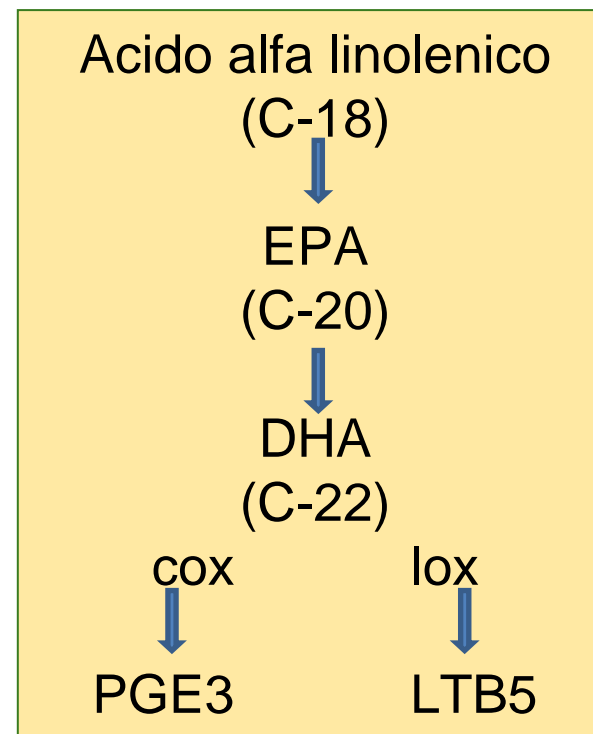 Acido alfa linolenico
(C-18)
EPA
(C-20)
DHA
(C-22)
cox lox
PGE3 LTB5